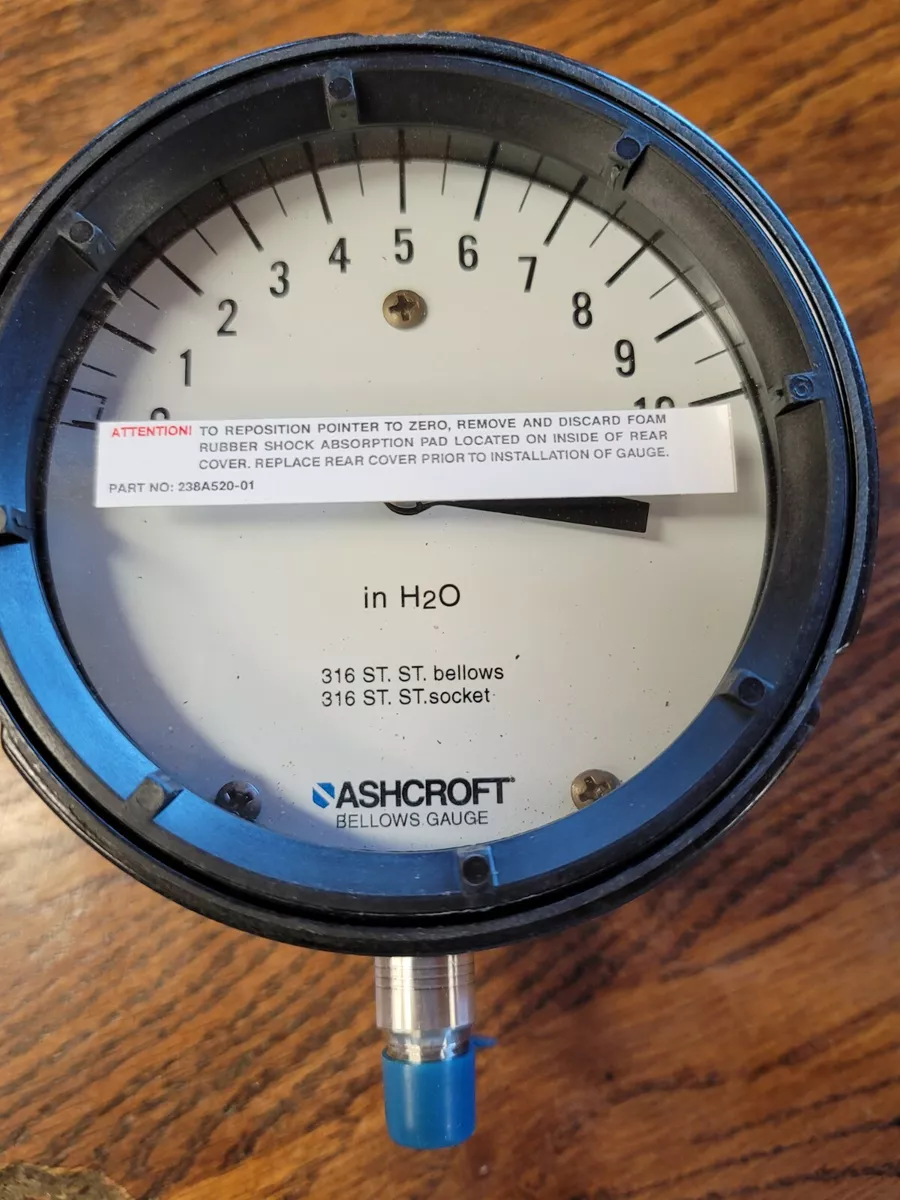 5
4 6
3 7
2 8
1 9
0 10
ATTENTION! TO REPOSITION POINTER TO ZERO, REMOVE AND DISCARD FOAM
RUBBER SHOCK ABSORPTION PAD LOCATED ON INSIDE OF REAR
COVER. REPLACE REAR COVER PRIOR TO INSTALLATION OF GAUGE.
PART NO: 238A520-01
in H2O
316 ST. ST. bellows
316 ST. ST.socket
ASHCROFT®
BELLOWS GAUGE